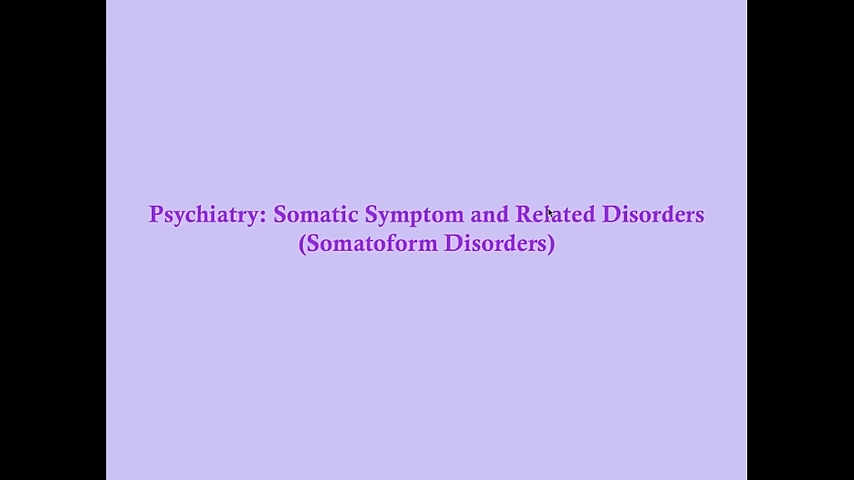 Psychiatry: Somatic Symptom and Related Disorders
(Somatoform Disorders)